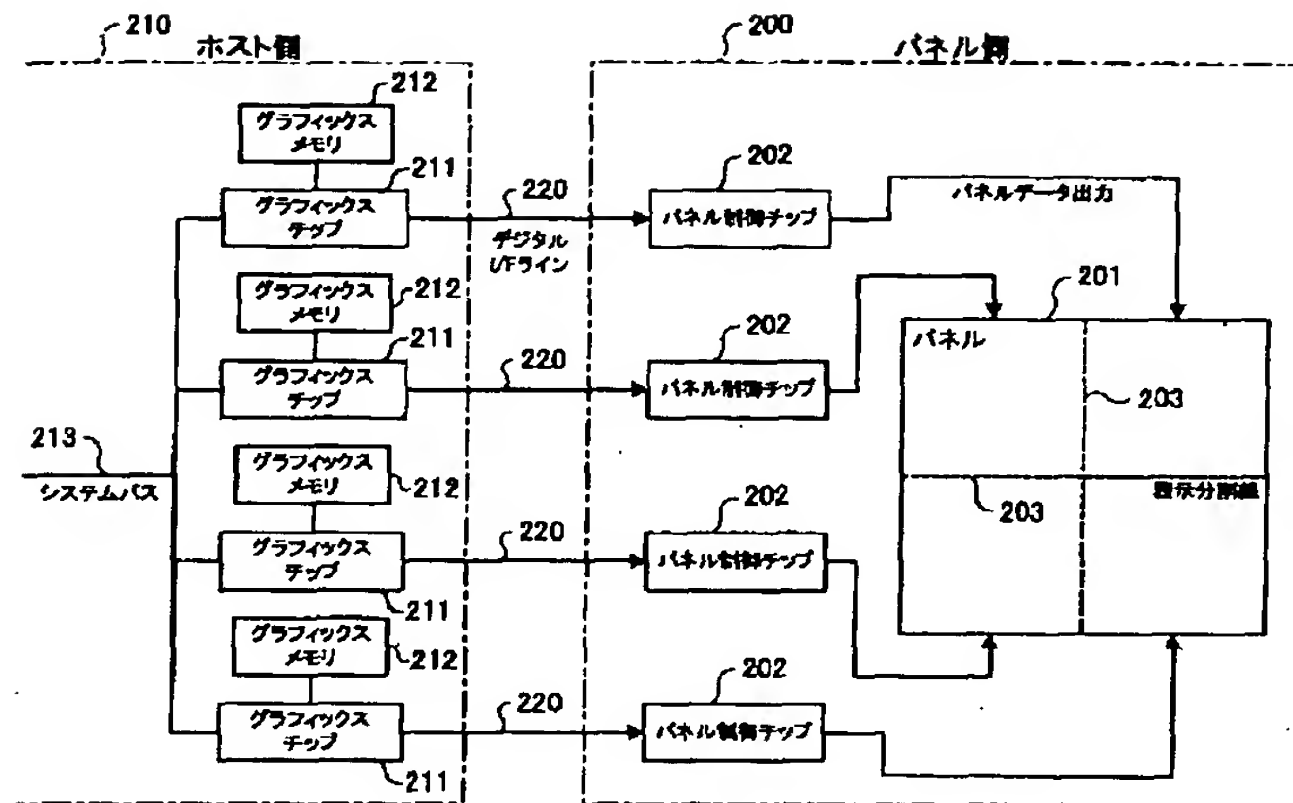 210
ホスト側
200
パネル側
212
グラフィックス
メモリ
211
グラフィックス
チップ
220
デジタル
I/Fライン
202
パネル制御チップ
パネルデータ出力
グラフィックス
メモリ
212
211
グラフィックス
チップ
220
202
パネル制御チップ
201
パネル
203
213
システムバス
グラフィックス
メモリ
212
グラフィックス
チップ
211
220
202
パネル制御チップ
203
表示分割線
グラフィックス
メモリ
212
グラフィックス
チップ
211
220
202
パネル制御チップ